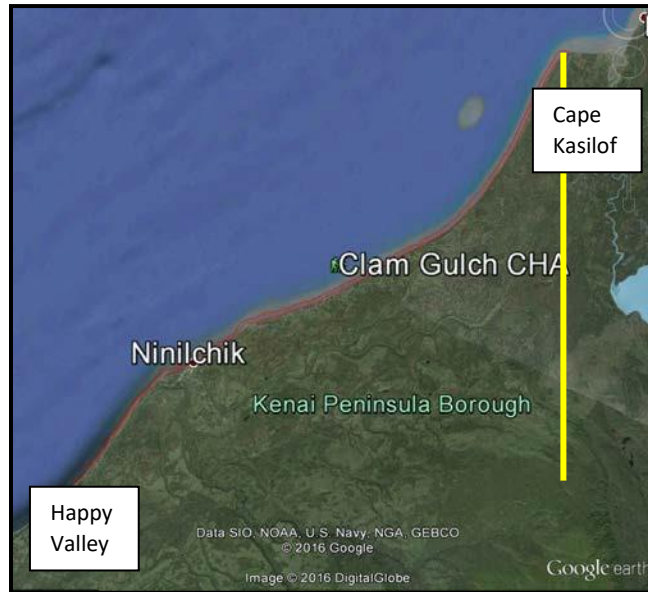 Cape
Kasilof
Clam Gulch CHA
Ninilchik
Kenai Peninsula Borough
Happy
Valley
Data SIO, NOAA, U.S. Navy, NGA, GEBCO
© 2016 Google
Image © 2016 DigitalGlobe
Google earth